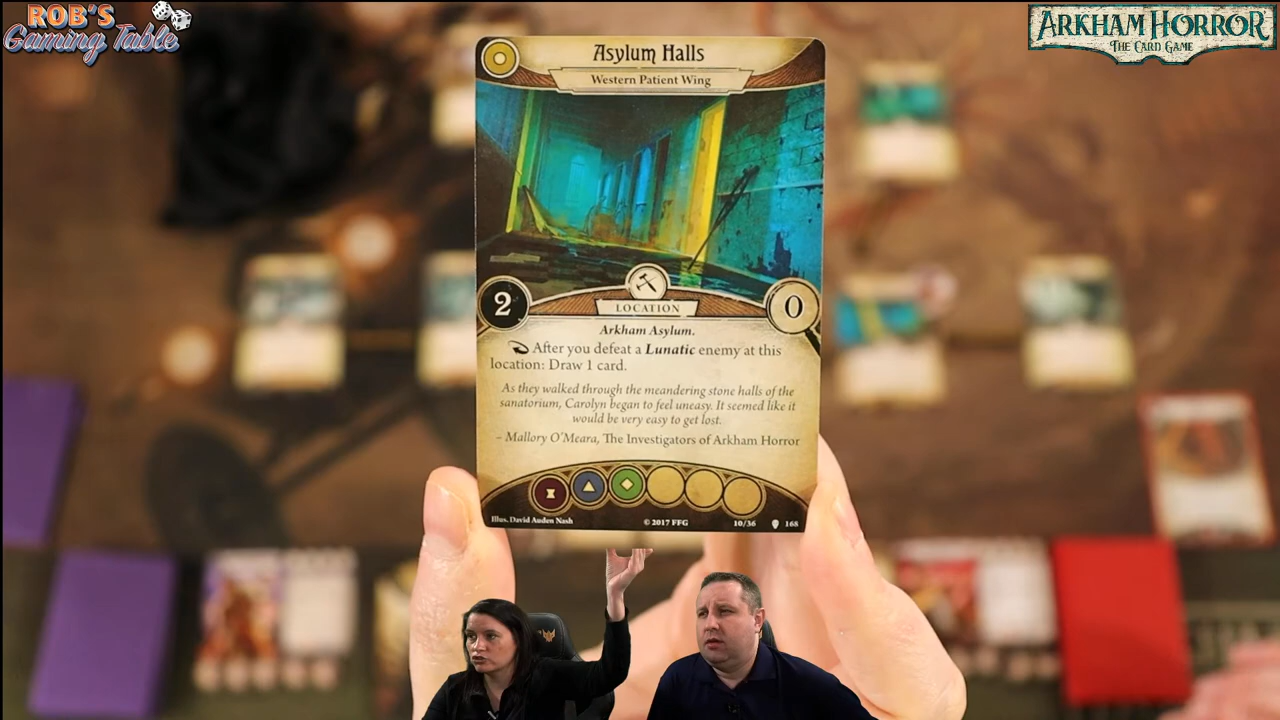 ROB'S
Gaming Table
ARKHAM HORROR
THE CARD GAME
Asylum Halls
Western Patient Wing
2
LOCATION
0
Arkham Asylum.
After you defeat a Lunatic enemy at this
location: Draw 1 card.
As they walked through the meandering stone halls of the
sanatorium, Carolyn began to feel uneasy. It seemed like it
would be very easy to get lost.
– Mallory O'Meara, The Investigators of Arkham Horror
Illus. David Auden Nash
© 2017 FFG
10/36
168
HORROR